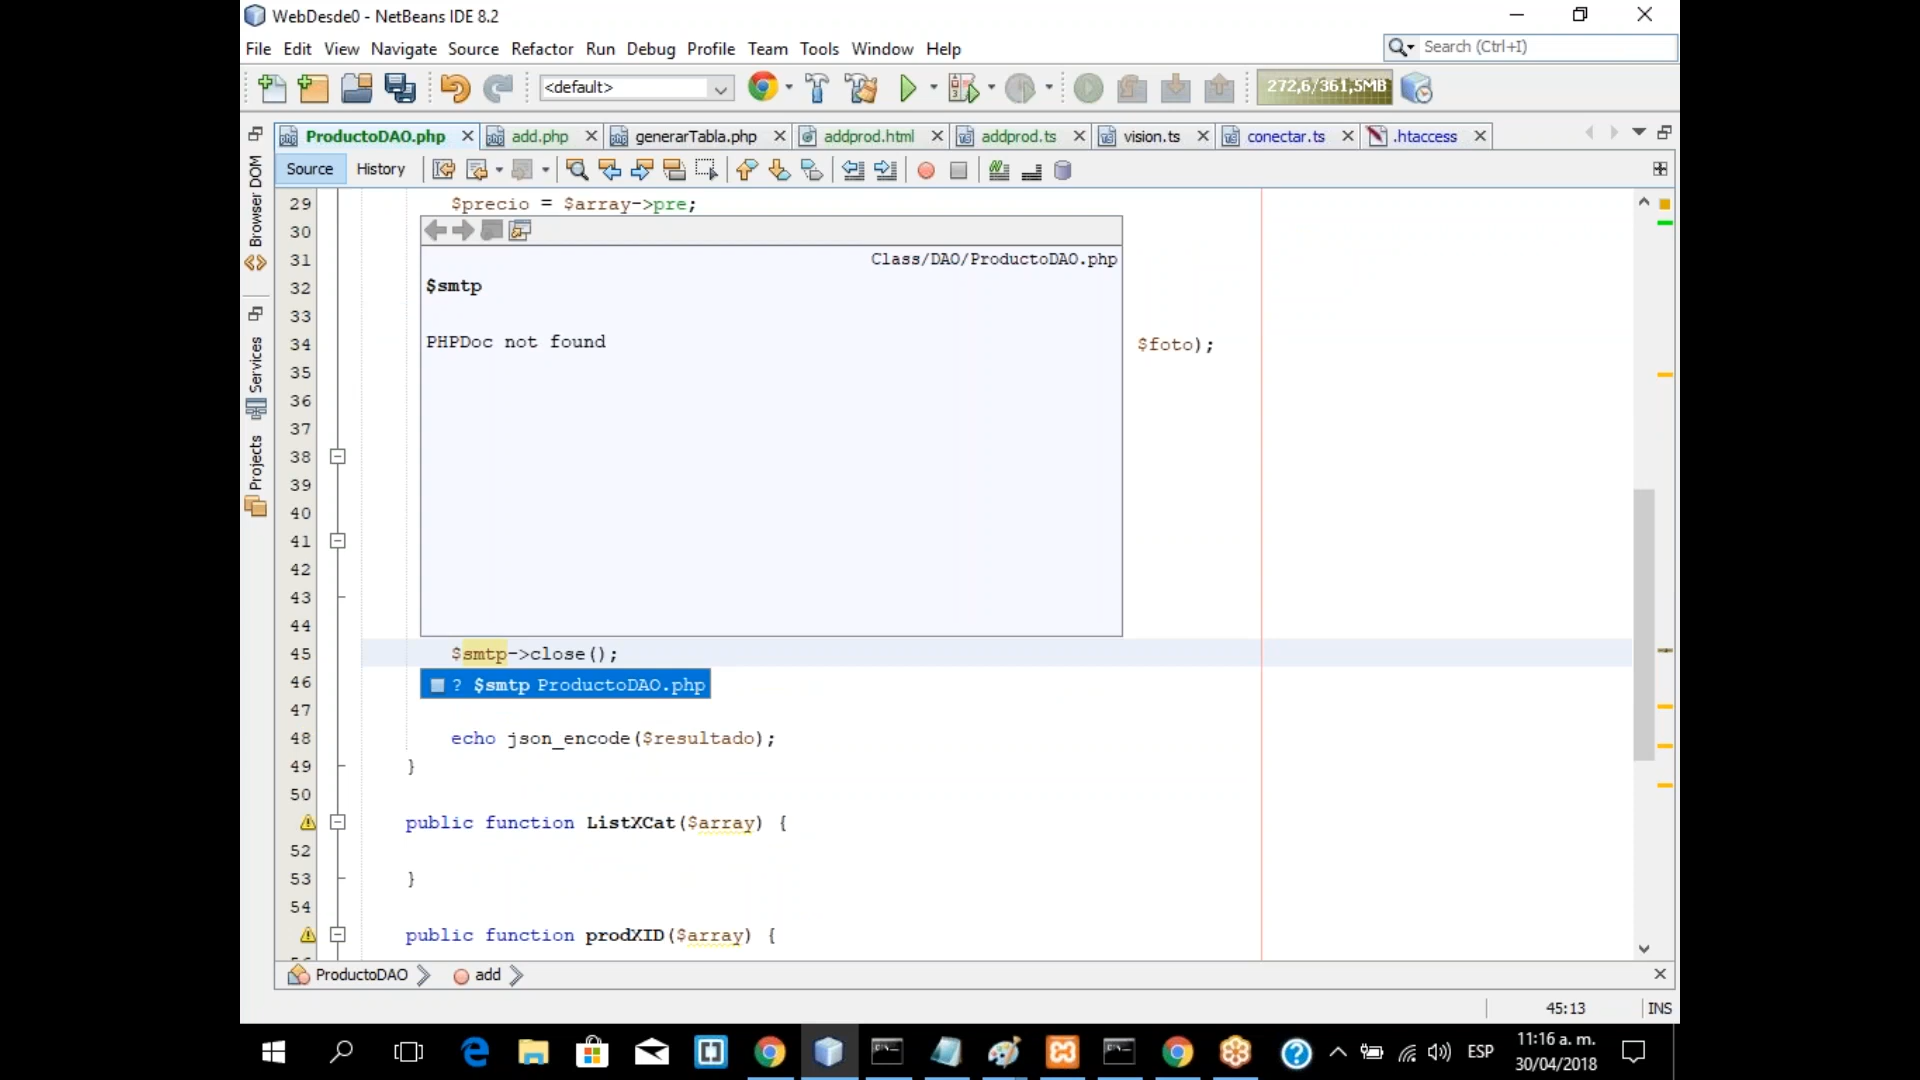 WebDesde0 - NetBeans IDE 8.2
File Edit View Navigate Source Refactor Run Debug Profile Team Tools Window Help
Search (Ctrl+I)
<default>
272,6/361,5MB
ProductoDAO.php add.php generarTabla.php addprod.html addprod.ts vision.ts conectar.ts .htaccess
Source History
Browser DOM
Services
Projects
29 $precio = $array->pre;
30
31 Class/DAO/ProductoDAO.php
32 $smtp
33
34 PHPDoc not found $foto);
35
36
37
38
39
40
41
42
43
44
45 $smtp->close();
46 ? $smtp ProductoDAO.php
47
48 echo json_encode($resultado);
49 }
50
public function ListXCat($array) {
52
53 }
54
public function prodXID($array) {
ProductoDAO add
45:13 INS
ESP
11:16 a. m.
30/04/2018